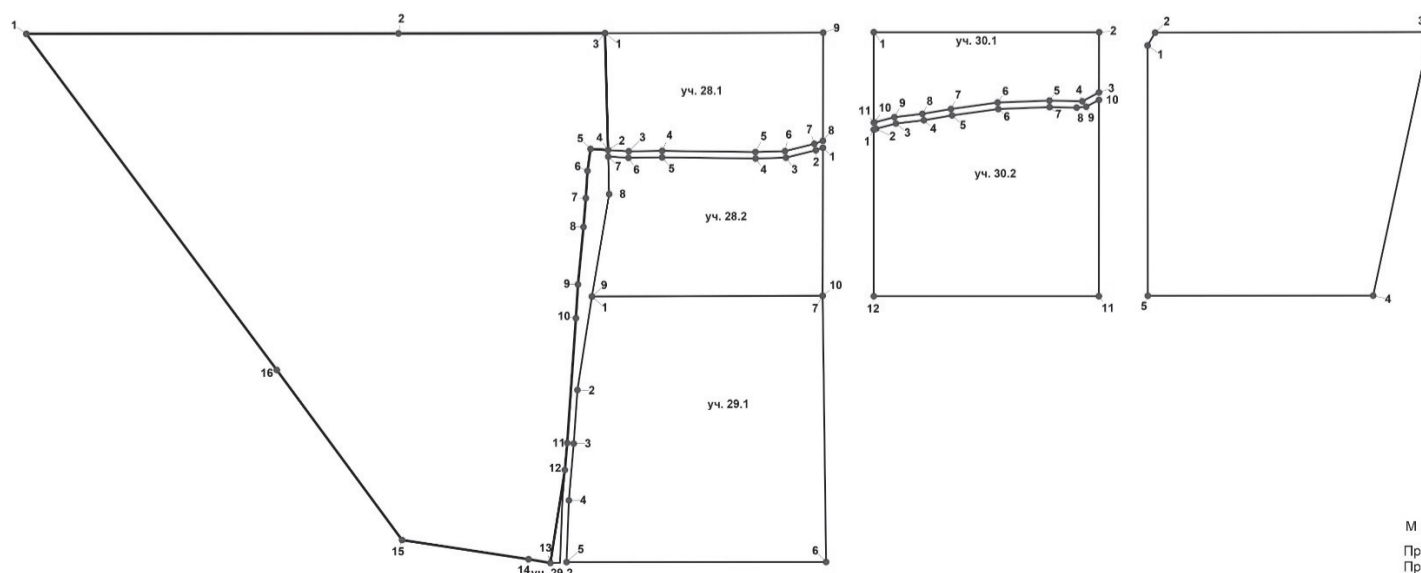 1 2 3 1 9 1 2 2 3
уч. 30.1
1
уч. 28.1
3
5 4 6 7 8 9 10 11 10
5 4 2 3 4 5 6 7 8 1 2 3 4 5 6 7 8 9
6 7 6 5 4 3 2 1
уч. 30.2
7 8
уч. 28.2
8
9 9 10
10 1 7 12 11 5 4
16
2
уч. 29.1
11 3
12
4
М
15 13 5 6
14 уч. 29.2
Пр
Пр